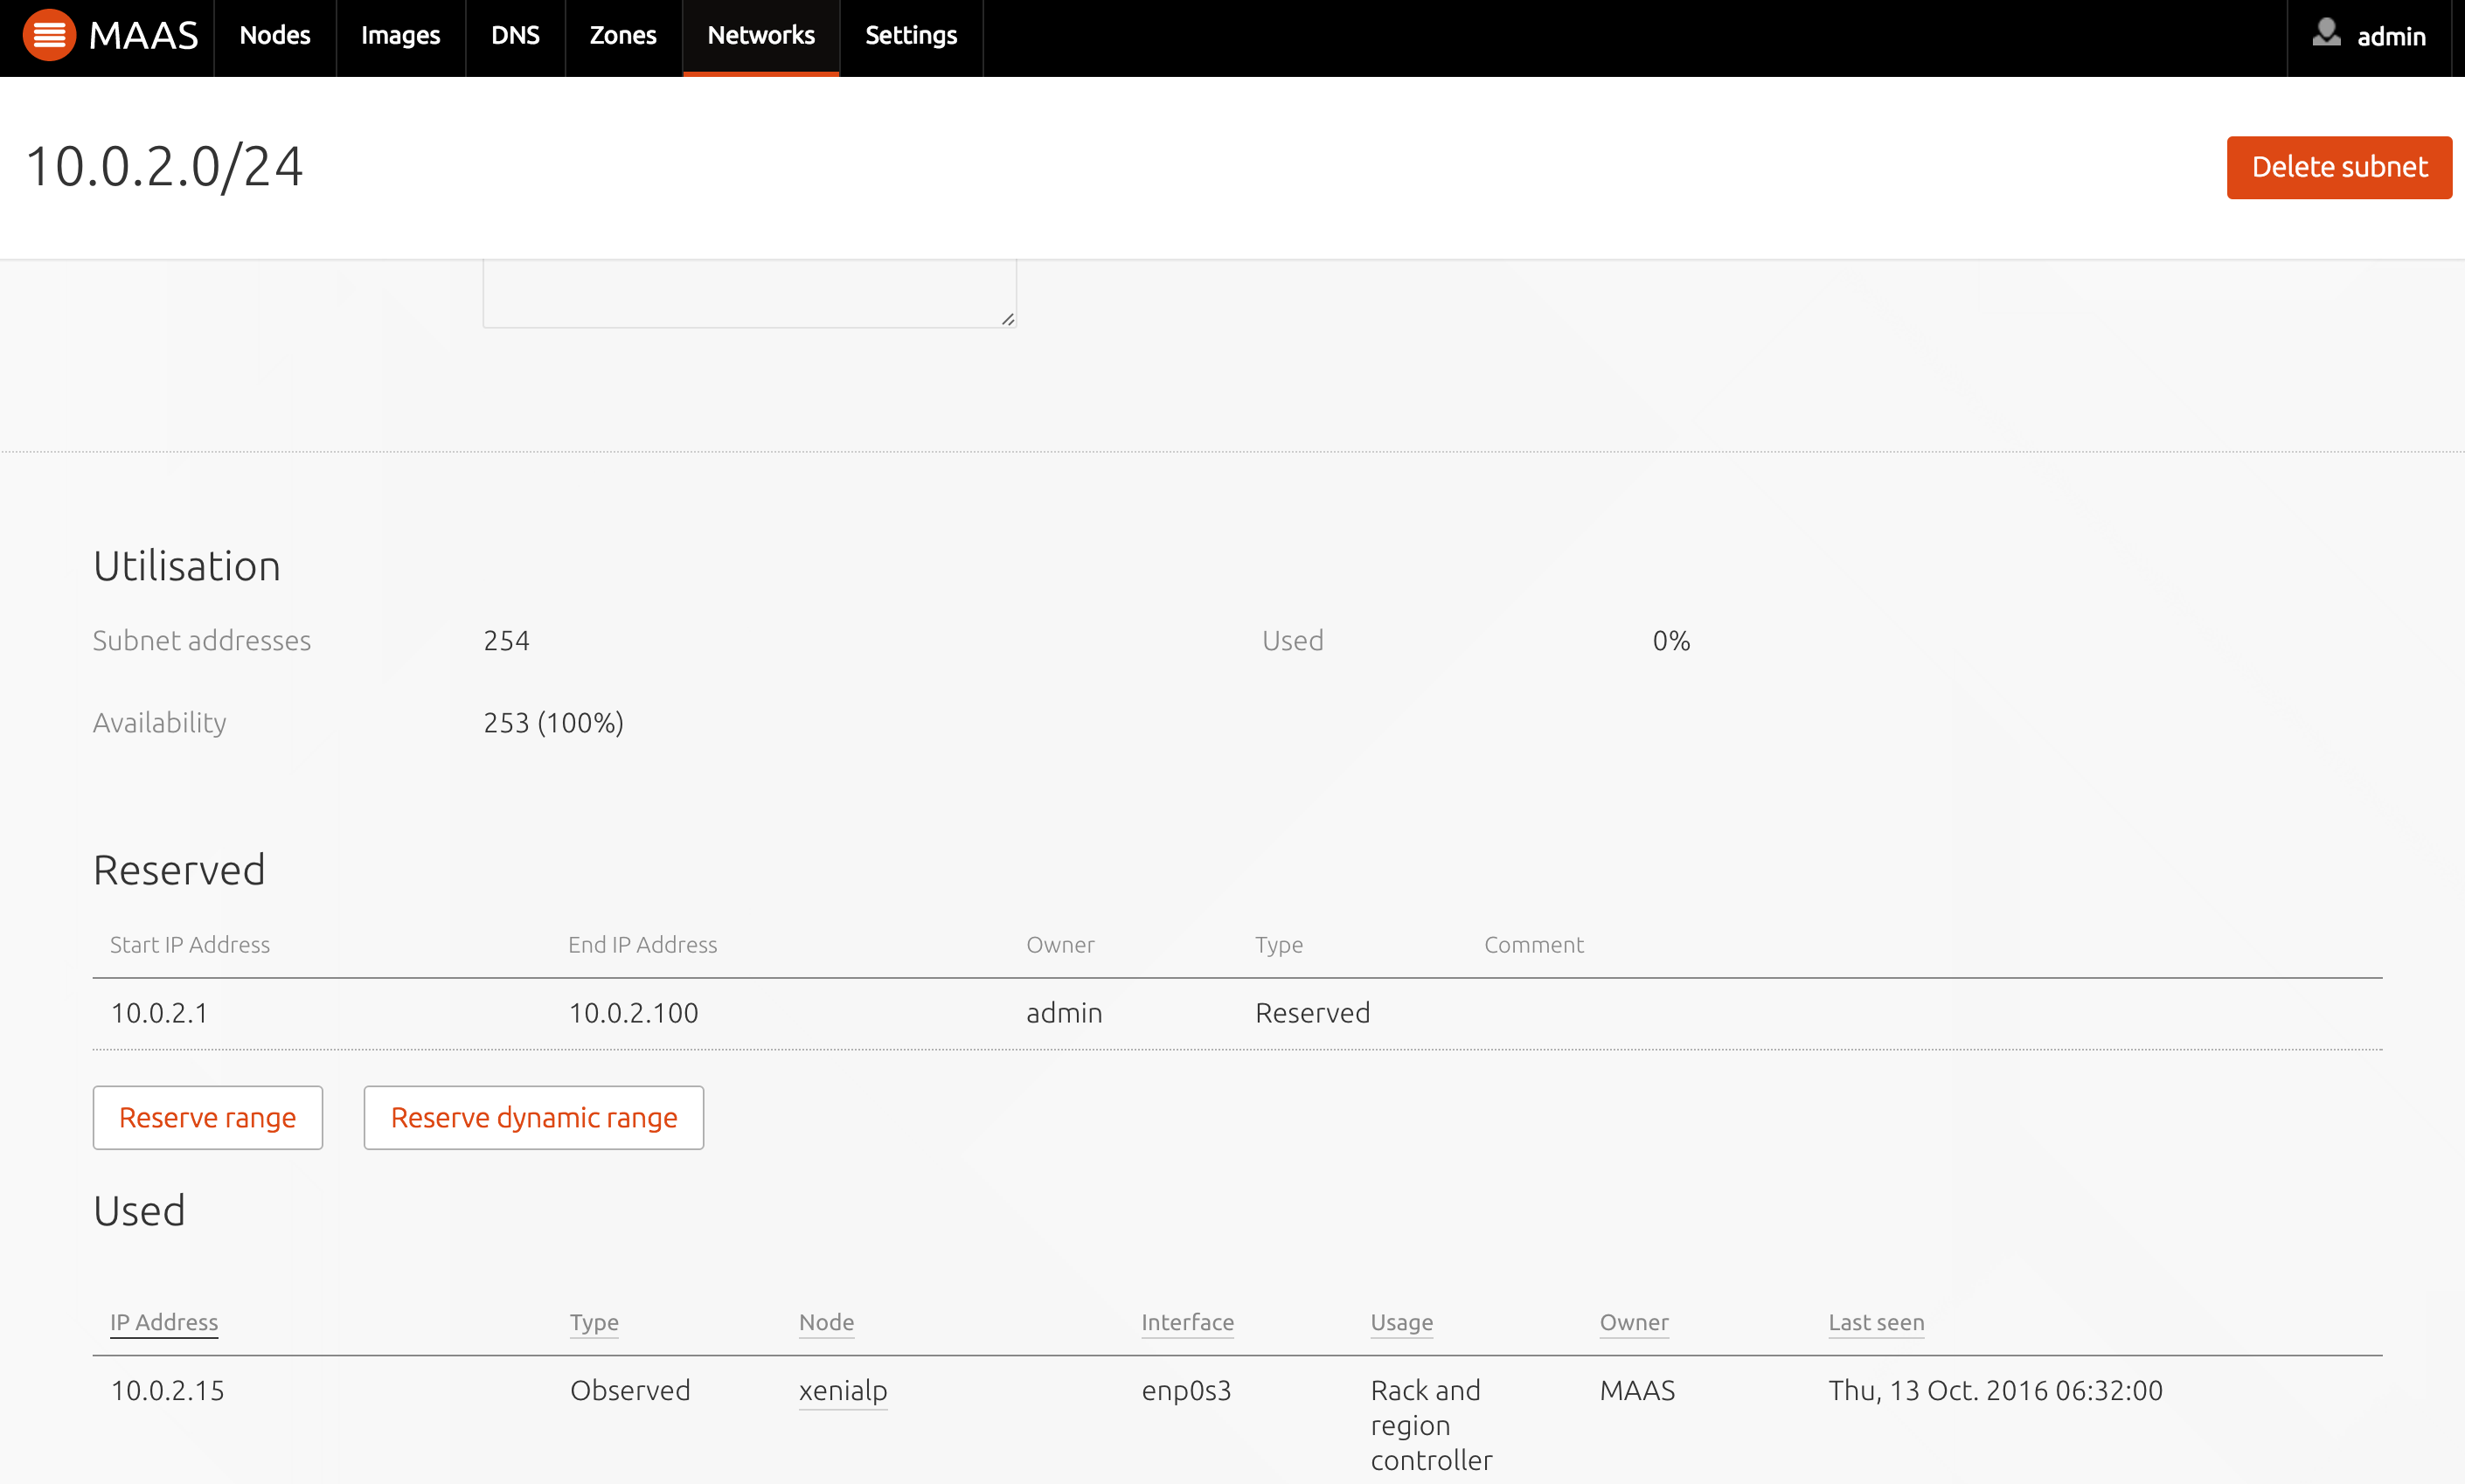 MAAS Nodes Images DNS Zones Networks Settings admin
10.0.2.0/24 Delete subnet
Utilisation
Subnet addresses 254 Used 0%
Availability 253 (100%)
Reserved
Start IP Address End IP Address Owner Type Comment
10.0.2.1 10.0.2.100 admin Reserved
Reserve range Reserve dynamic range
Used
IP Address Type Node Interface Usage Owner Last seen
10.0.2.15 Observed xenialp enp0s3 Rack and MAAS Thu, 13 Oct. 2016 06:32:00
region
controller